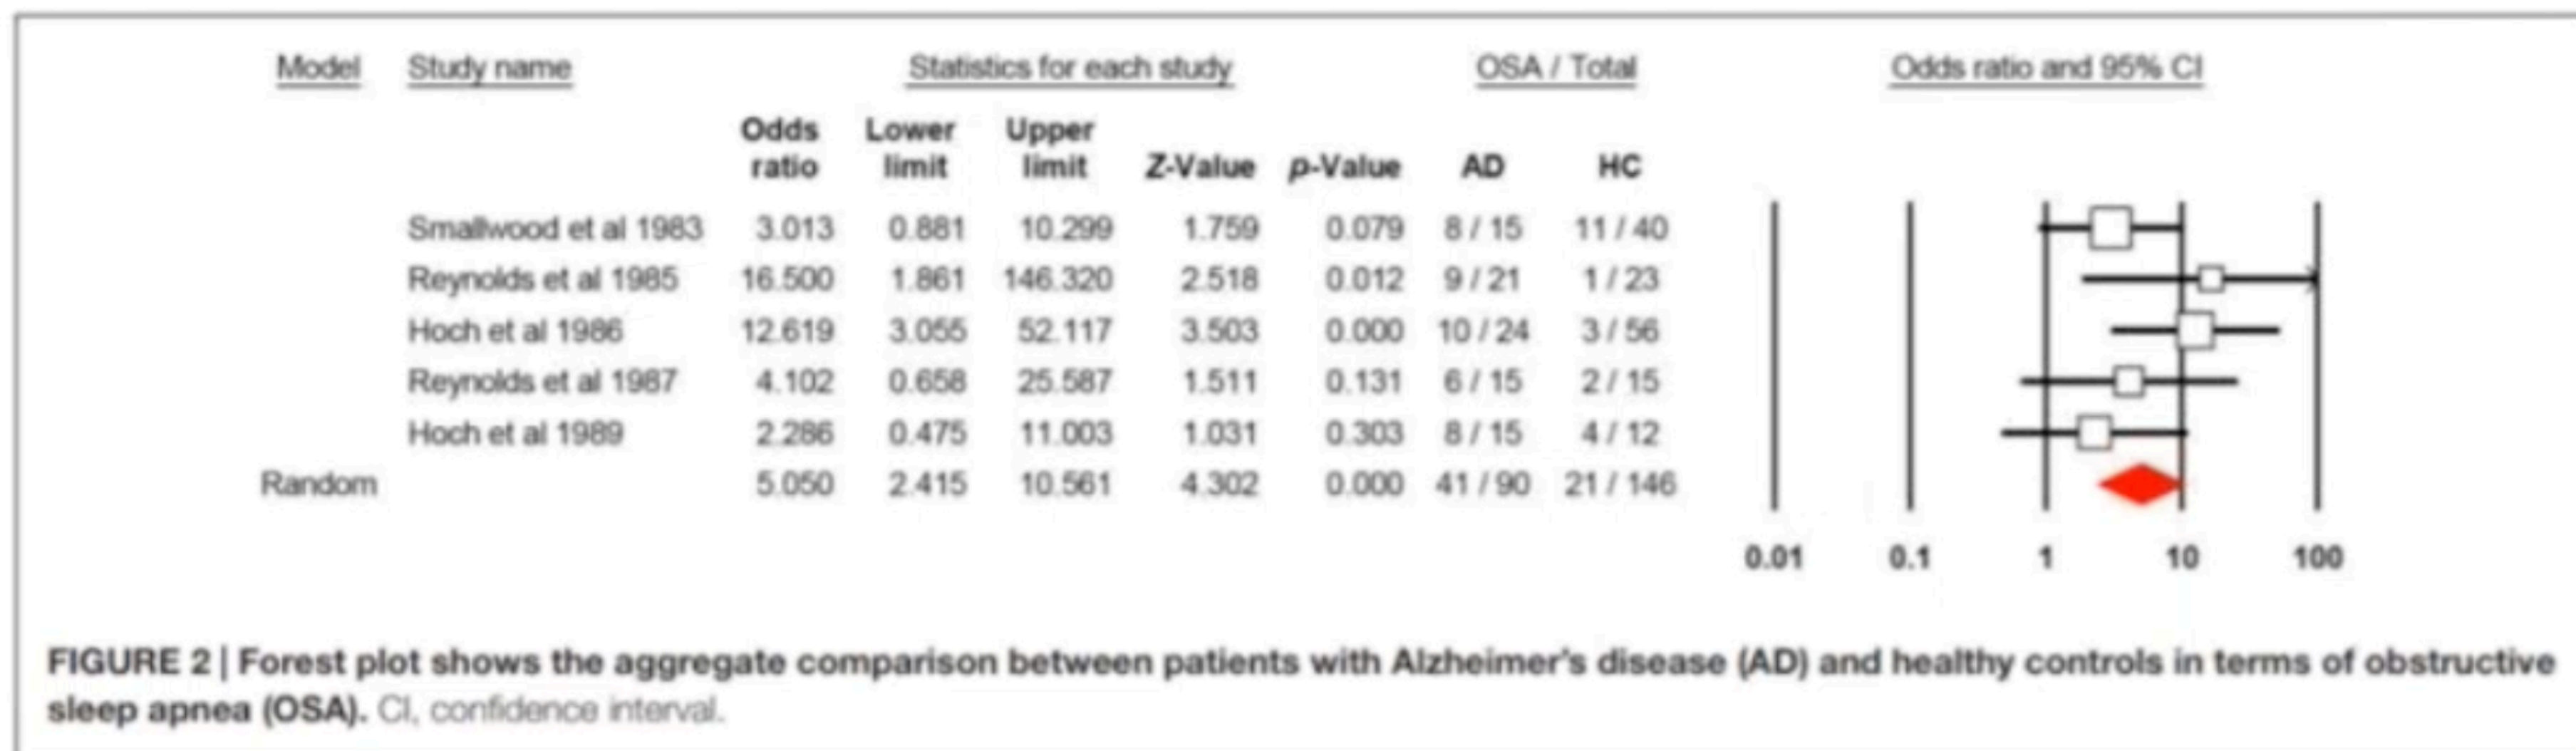 Model Study name Statistics for each study OSA / Total Odds ratio and 95% CI
Odds Lower Upper
ratio limit limit Z-Value p-Value AD HC
Smallwood et al 1983 3.013 0.881 10.299 1.759 0.079 8 / 15 11 / 40
Reynolds et al 1985 16.500 1.861 146.320 2.518 0.012 9 / 21 1 / 23
Hoch et al 1986 12.619 3.055 52.117 3.503 0.000 10 / 24 3 / 56
Reynolds et al 1987 4.102 0.658 25.587 1.511 0.131 6 / 15 2 / 15
Hoch et al 1989 2.286 0.475 11.003 1.031 0.303 8 / 15 4 / 12
Random 5.050 2.415 10.561 4.302 0.000 41 / 90 21 / 146
0.01 0.1 1 10 100
FIGURE 2 | Forest plot shows the aggregate comparison between patients with Alzheimer's disease (AD) and healthy controls in terms of obstructive
sleep apnea (OSA). CI, confidence interval.